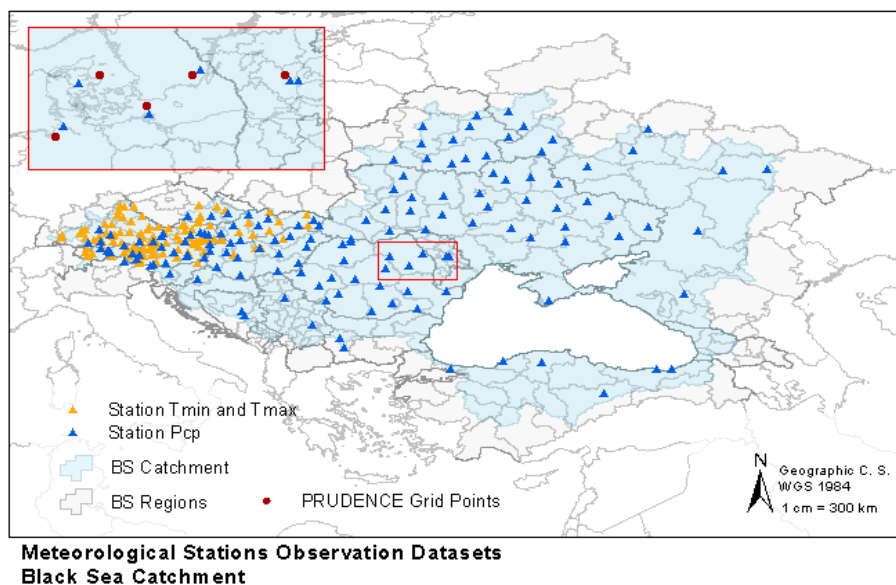 Station Tmin and Tmax
Station Pcp
BS Catchment
BS Regions
PRUDENCE Grid Points
N
Geographic C. S.
WGS 1984
1 cm = 300 km
Meteorological Stations Observation Datasets
Black Sea Catchment